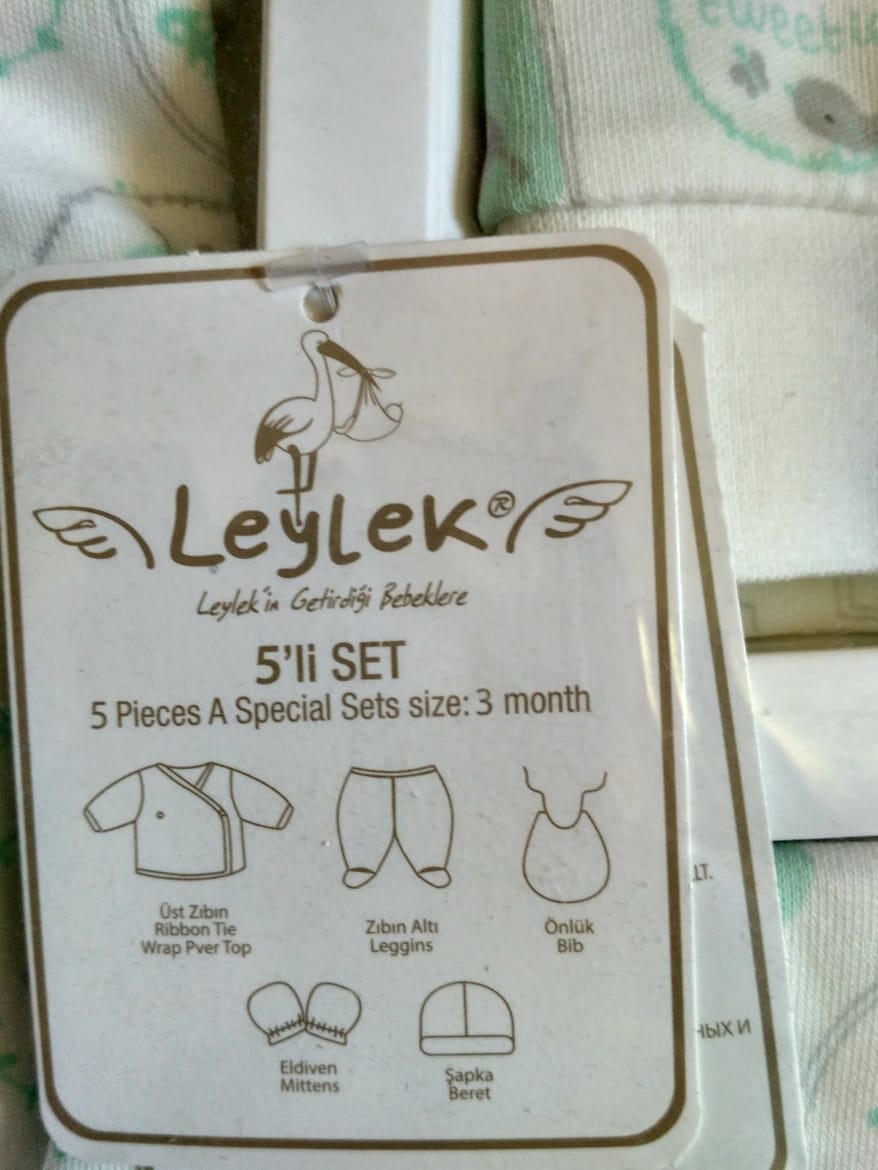 Leylek®
Leylek'in Getirdiği Bebeklere
5'li SET
5 Pieces A Special Sets size: 3 month
Üst Zıbın
Ribbon Tie
Wrap Pver Top
Zıbın Altı
Leggins
Önlük
Bib
Eldiven
Mittens
Şapka
Beret
ЫХ И